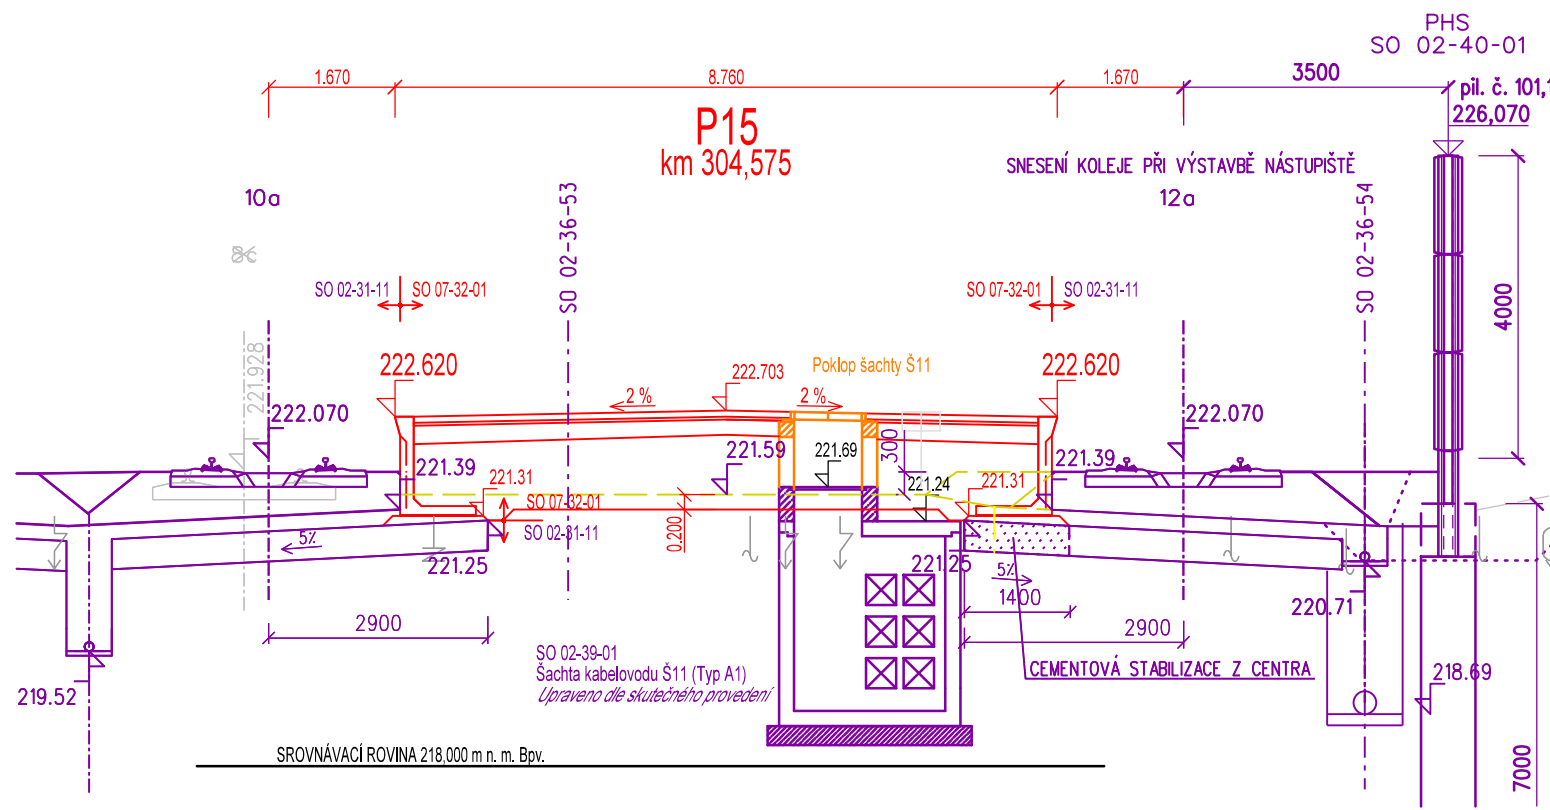 PHS
SO 02-40-01
1.670
8.760
1.670
3500
pil. č. 101,1
226,070
P15
km 304,575
SNESENÍ KOLEJE PŘI VÝSTAVBĚ NÁSTUPIŠTĚ
10a
12a
SO 02-36-53
SO 02-36-54
SO 02-31-11
SO 07-32-01
SO 07-32-01
SO 02-31-11
4000
221.928
222.620
222.703
Poklop šachty Š11
222.620
2 %
2 %
222.070
222.070
221.39
221.31
221.59
221.69
300
221.24
221.31
221.39
SO 07-32-01
SO 02-31-11
0.200
5%
221.25
221.25
5%
1400
220.71
2900
2900
SO 02-39-01
Šachta kabelovodu Š11 (Typ A1)
Upraveno dle skutečného provedení
CEMENTOVÁ STABILIZACE Z CENTRA
219.52
218.69
SROVNÁVACÍ ROVINA 218,000 m n. m. Bpv.
7000